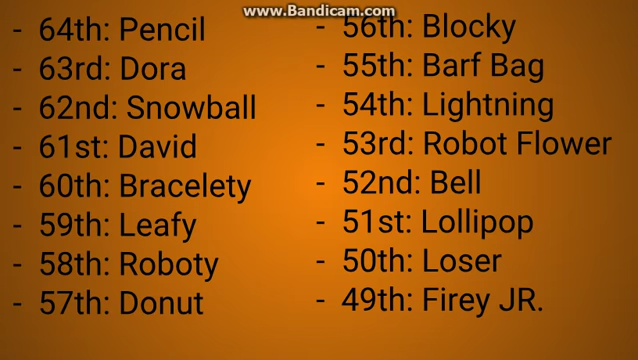 www.Bandicam.com
- 64th: Pencil
- 63rd: Dora
- 62nd: Snowball
- 61st: David
- 60th: Bracelety
- 59th: Leafy
- 58th: Roboty
- 57th: Donut
- 56th: Blocky
- 55th: Barf Bag
- 54th: Lightning
- 53rd: Robot Flower
- 52nd: Bell
- 51st: Lollipop
- 50th: Loser
- 49th: Firey JR.